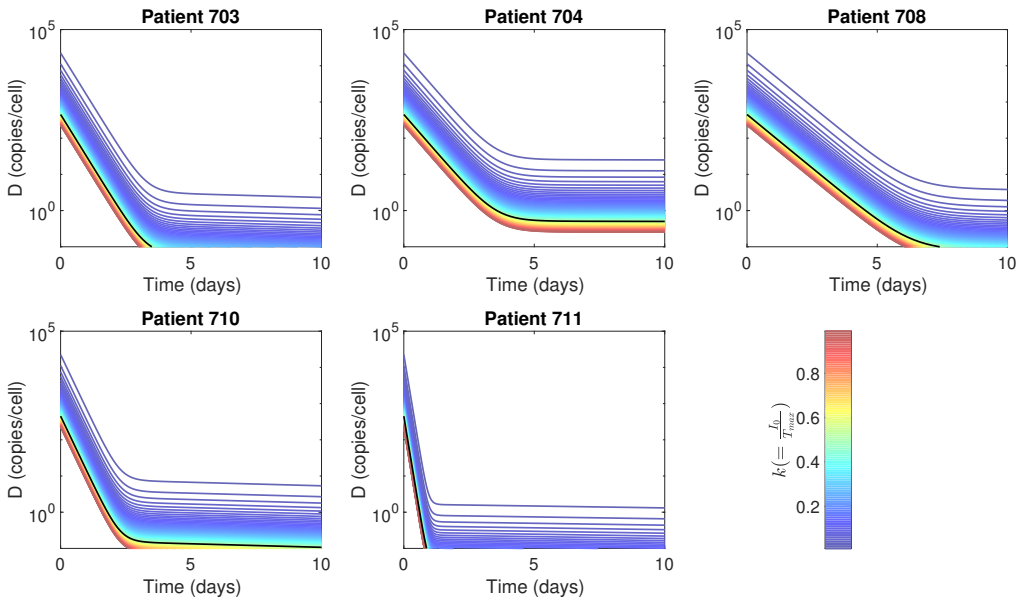 Patient 703
10^5
10^0
D (copies/cell)
0 5 10
Time (days)
Patient 704
10^5
10^0
D (copies/cell)
0 5 10
Time (days)
Patient 708
10^5
10^0
D (copies/cell)
0 5 10
Time (days)
Patient 710
10^5
10^0
D (copies/cell)
0 5 10
Time (days)
Patient 711
10^5
10^0
D (copies/cell)
0 5 10
Time (days)
k(= I_0/T^{max})
0.8
0.6
0.4
0.2